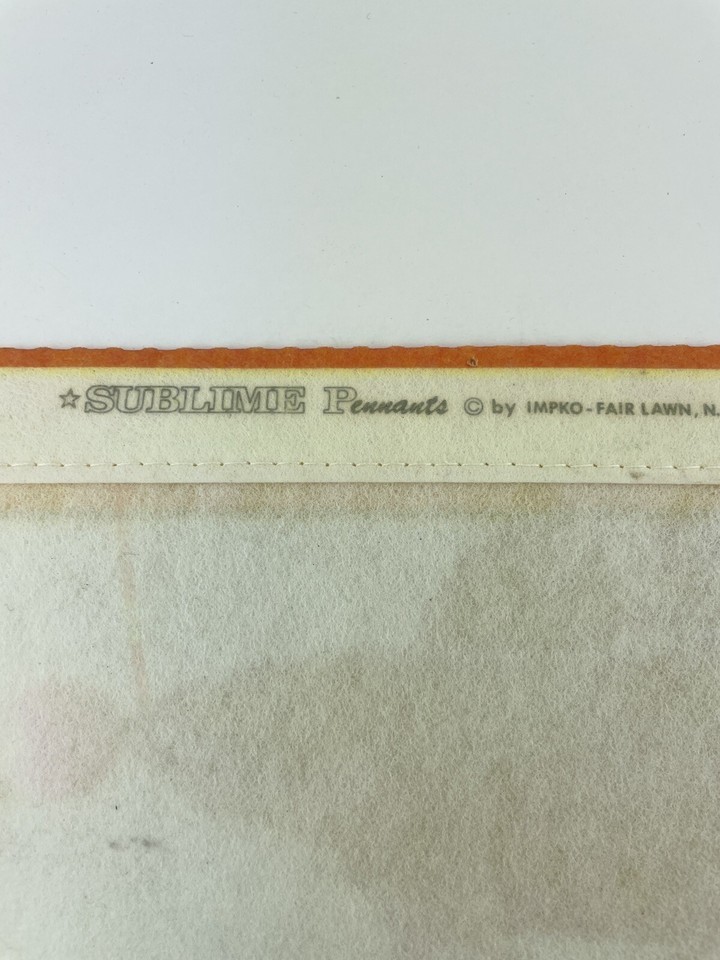 ☆SUBLIME Pennants © by IMPKO-FAIR LAWN, N.